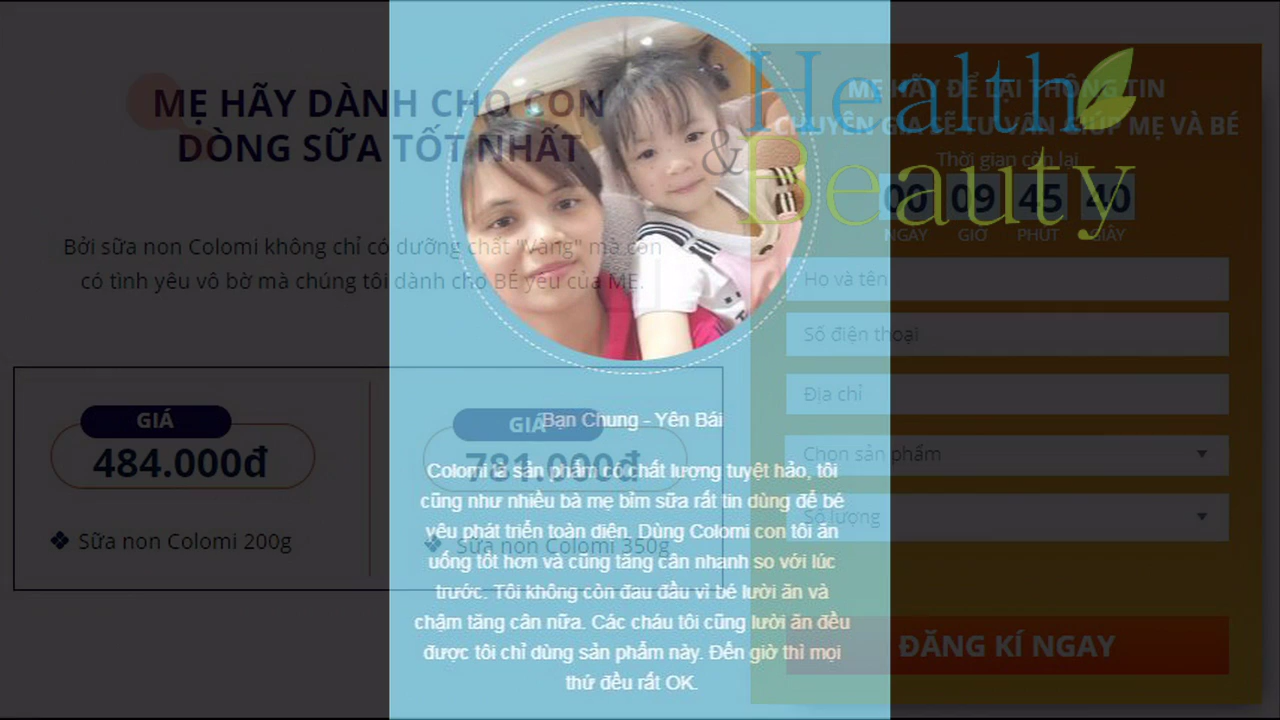 MẸ HÃY DÀNH CHO CON
DÒNG SỮA TỐT NHẤT
Bởi sữa non Colomi không chỉ có dưỡng chất "Vàng" mà còn
có tình yêu vô bờ mà chúng tôi dành cho BÉ yêu của MẸ.
GIÁ
484.000đ
Sữa non Colomi 200g
GIÁ
781.000đ
Sữa non Colomi 350g
Bạn Chung - Yên Bái
Colomi là sản phẩm có chất lượng tuyệt hảo, tôi
cũng như nhiều bà mẹ bỉm sữa rất tin dùng để bé
yêu phát triển toàn diện. Dùng Colomi con tôi ăn
uống tốt hơn và cũng tăng cân nhanh so với lúc
trước. Tôi không còn đau đầu vì bé lười ăn và
chậm tăng cân nữa. Các cháu tôi cũng lười ăn đều
được tôi chỉ dùng sản phẩm này. Đến giờ thì mọi
thứ đều rất OK.
Health
&
Beauty
MẸ HÃY ĐỂ LẠI THÔNG TIN
CHUYÊN GIA SẼ TƯ VẤN GIÚP MẸ VÀ BÉ
Thời gian còn lại
00 09 45 40
NGÀY GIỜ PHÚT GIÂY
Họ và tên
Số điện thoại
Địa chỉ
Chọn sản phẩm
Số lượng
ĐĂNG KÍ NGAY